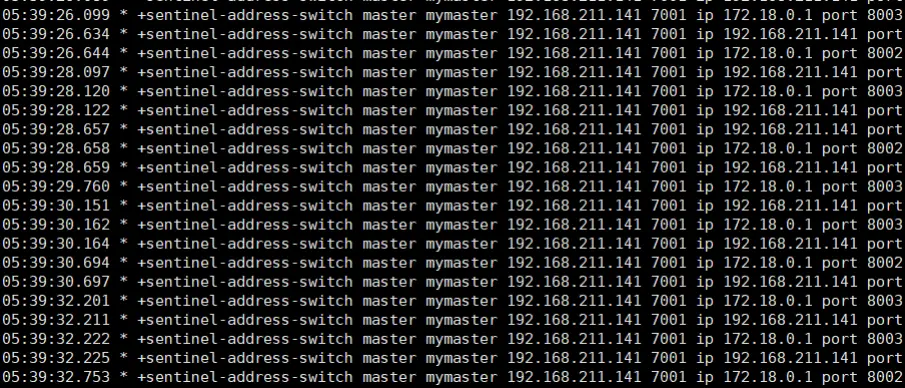 05:39:26.099 * +sentinel-address-switch master mymaster 192.168.211.141 7001 ip 172.18.0.1 port 8003
05:39:26.634 * +sentinel-address-switch master mymaster 192.168.211.141 7001 ip 192.168.211.141 port
05:39:26.644 * +sentinel-address-switch master mymaster 192.168.211.141 7001 ip 172.18.0.1 port 8002
05:39:28.097 * +sentinel-address-switch master mymaster 192.168.211.141 7001 ip 192.168.211.141 port
05:39:28.120 * +sentinel-address-switch master mymaster 192.168.211.141 7001 ip 172.18.0.1 port 8003
05:39:28.122 * +sentinel-address-switch master mymaster 192.168.211.141 7001 ip 192.168.211.141 port
05:39:28.657 * +sentinel-address-switch master mymaster 192.168.211.141 7001 ip 192.168.211.141 port
05:39:28.658 * +sentinel-address-switch master mymaster 192.168.211.141 7001 ip 172.18.0.1 port 8002
05:39:28.659 * +sentinel-address-switch master mymaster 192.168.211.141 7001 ip 192.168.211.141 port
05:39:29.760 * +sentinel-address-switch master mymaster 192.168.211.141 7001 ip 172.18.0.1 port 8003
05:39:30.151 * +sentinel-address-switch master mymaster 192.168.211.141 7001 ip 192.168.211.141 port
05:39:30.162 * +sentinel-address-switch master mymaster 192.168.211.141 7001 ip 172.18.0.1 port 8003
05:39:30.164 * +sentinel-address-switch master mymaster 192.168.211.141 7001 ip 192.168.211.141 port
05:39:30.694 * +sentinel-address-switch master mymaster 192.168.211.141 7001 ip 172.18.0.1 port 8002
05:39:30.697 * +sentinel-address-switch master mymaster 192.168.211.141 7001 ip 192.168.211.141 port
05:39:32.201 * +sentinel-address-switch master mymaster 192.168.211.141 7001 ip 172.18.0.1 port 8003
05:39:32.211 * +sentinel-address-switch master mymaster 192.168.211.141 7001 ip 192.168.211.141 port
05:39:32.222 * +sentinel-address-switch master mymaster 192.168.211.141 7001 ip 172.18.0.1 port 8003
05:39:32.225 * +sentinel-address-switch master mymaster 192.168.211.141 7001 ip 192.168.211.141 port
05:39:32.753 * +sentinel-address-switch master mymaster 192.168.211.141 7001 ip 172.18.0.1 port 8002